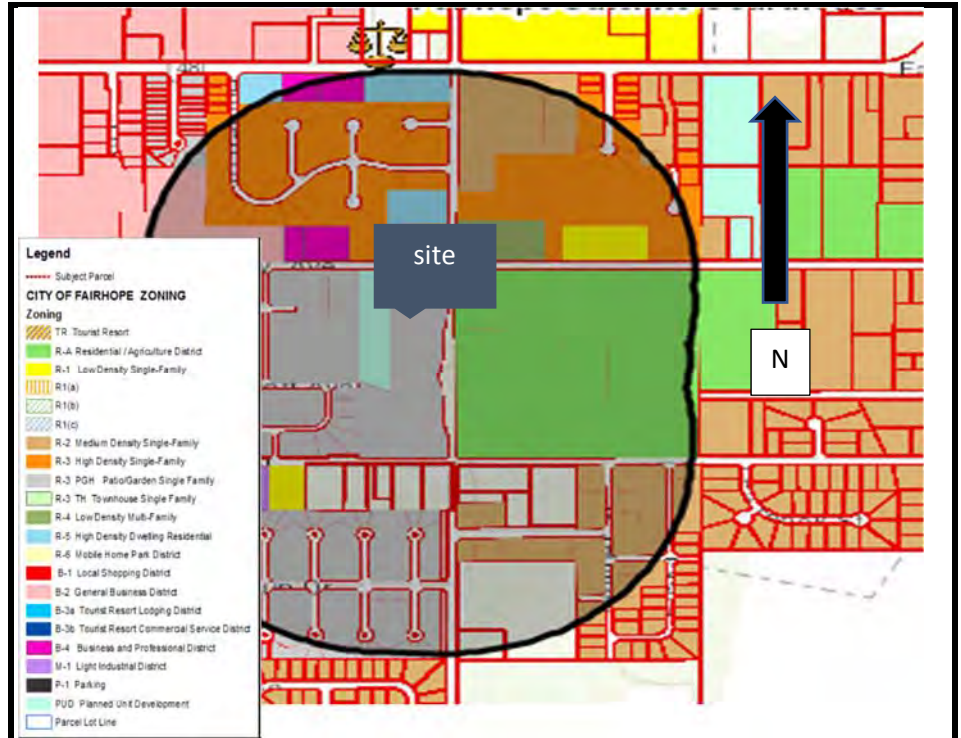 site
N
Legend
Subject Parcel
CITY OF FAIRHOPE ZONING
Zoning
TR Tourist Resort
R-A Residential / Agriculture District
R-1 Low Density Single-Family
R1(a)
R1(b)
R1(c)
R-2 Medium Density Single-Family
R-3 High Density Single-Family
R-3 PGH Patio/Garden Single Family
R-3 TH Townhouse Single Family
R-4 Low Density Multi-Family
R-5 High Density Dwelling Residential
R-6 Mobile Home Park District
B-1 Local Shopping District
B-2 General Business District
B-3a Tourist Resort Lodging District
B-3b Tourist Resort Commercial Service District
B-4 Business and Professional District
M-1 Light Industrial District
P-1 Parking
PUD Planned Unit Development
Parcel Lot Line